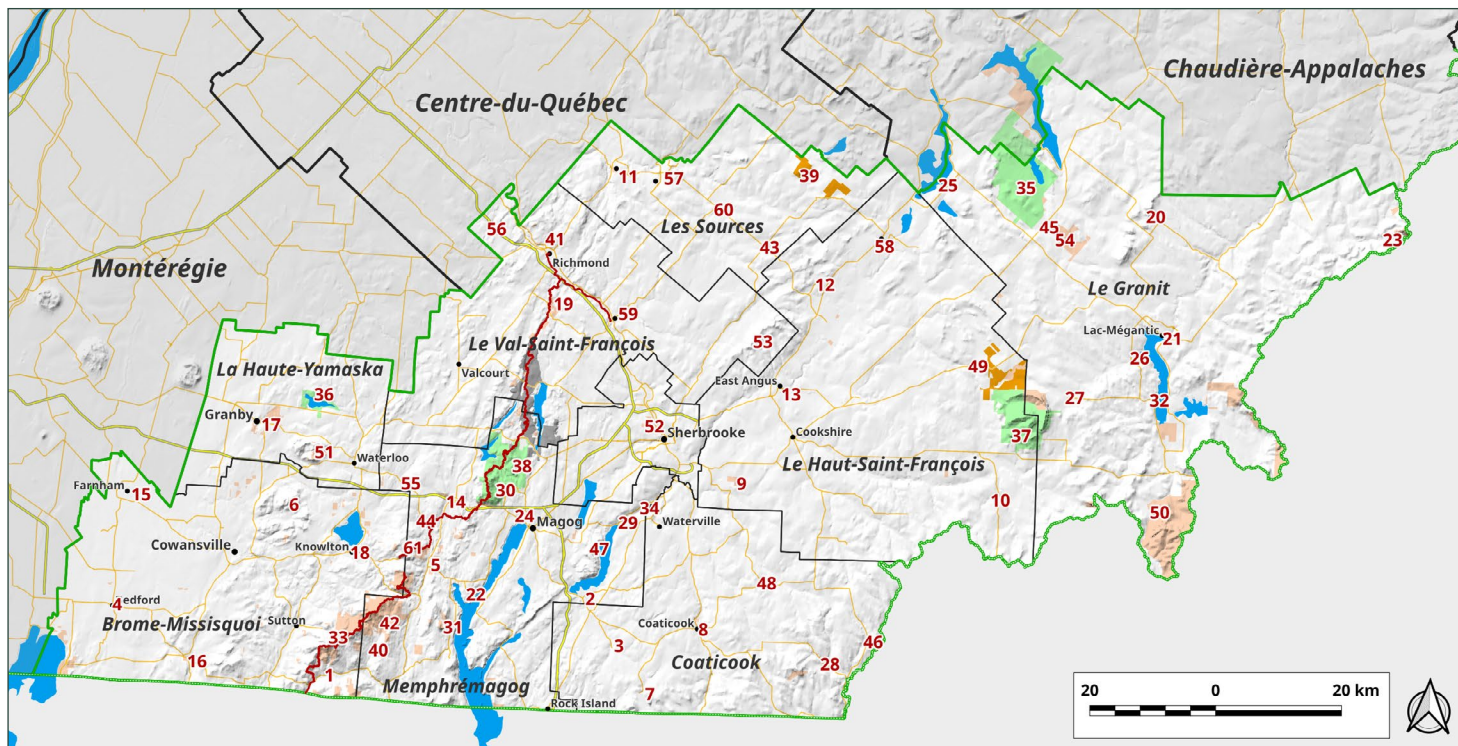 Chaudière-Appalaches
Centre-du-Québec
39
11
57
35
25
60
20
45
56
Les Sources
54
23
41
43
58
Richmond
Montérégie
12
Le Granit
19
59
Lac-Mégantic
21
53
Le Val-Saint-François
26
La Haute-Yamaska
49
Valcourt
East Angus
36
13
27
32
Granby
17
52
Sherbrooke
Cookshire
37
51
Waterloo
38
Le Haut-Saint-François
55
9
Farnham
15
30
6
14
10
34
50
24
Magog
44
29
Waterville
Cowansville
Knowlton
18
61
47
5
48
4
Bedford
22
2
Brome-Missisquoi
Sutton
42
31
Coaticook
8
33
3
46
40
16
Coaticook
28
1
Memphrémagog
7
Rock Island
20
0
20 km